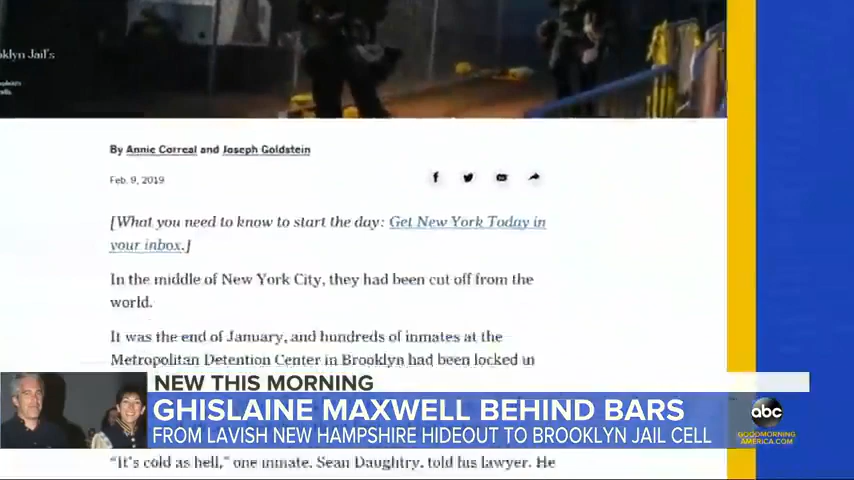 oklyn Jail's
By Annie Correal and Joseph Goldstein
Feb. 9, 2019
[What you need to know to start the day: Get New York Today in
your inbox.]
In the middle of New York City, they had been cut off from the
world.
It was the end of January, and hundreds of inmates at the
Metropolitan Detention Center in Brooklyn had been locked in
NEW THIS MORNING
GHISLAINE MAXWELL BEHIND BARS
FROM LAVISH NEW HAMPSHIRE HIDEOUT TO BROOKLYN JAIL CELL
abc
GOODMORNING
AMERICA.COM
"It's cold as hell," one inmate, Sean Daughtry, told his lawyer. He